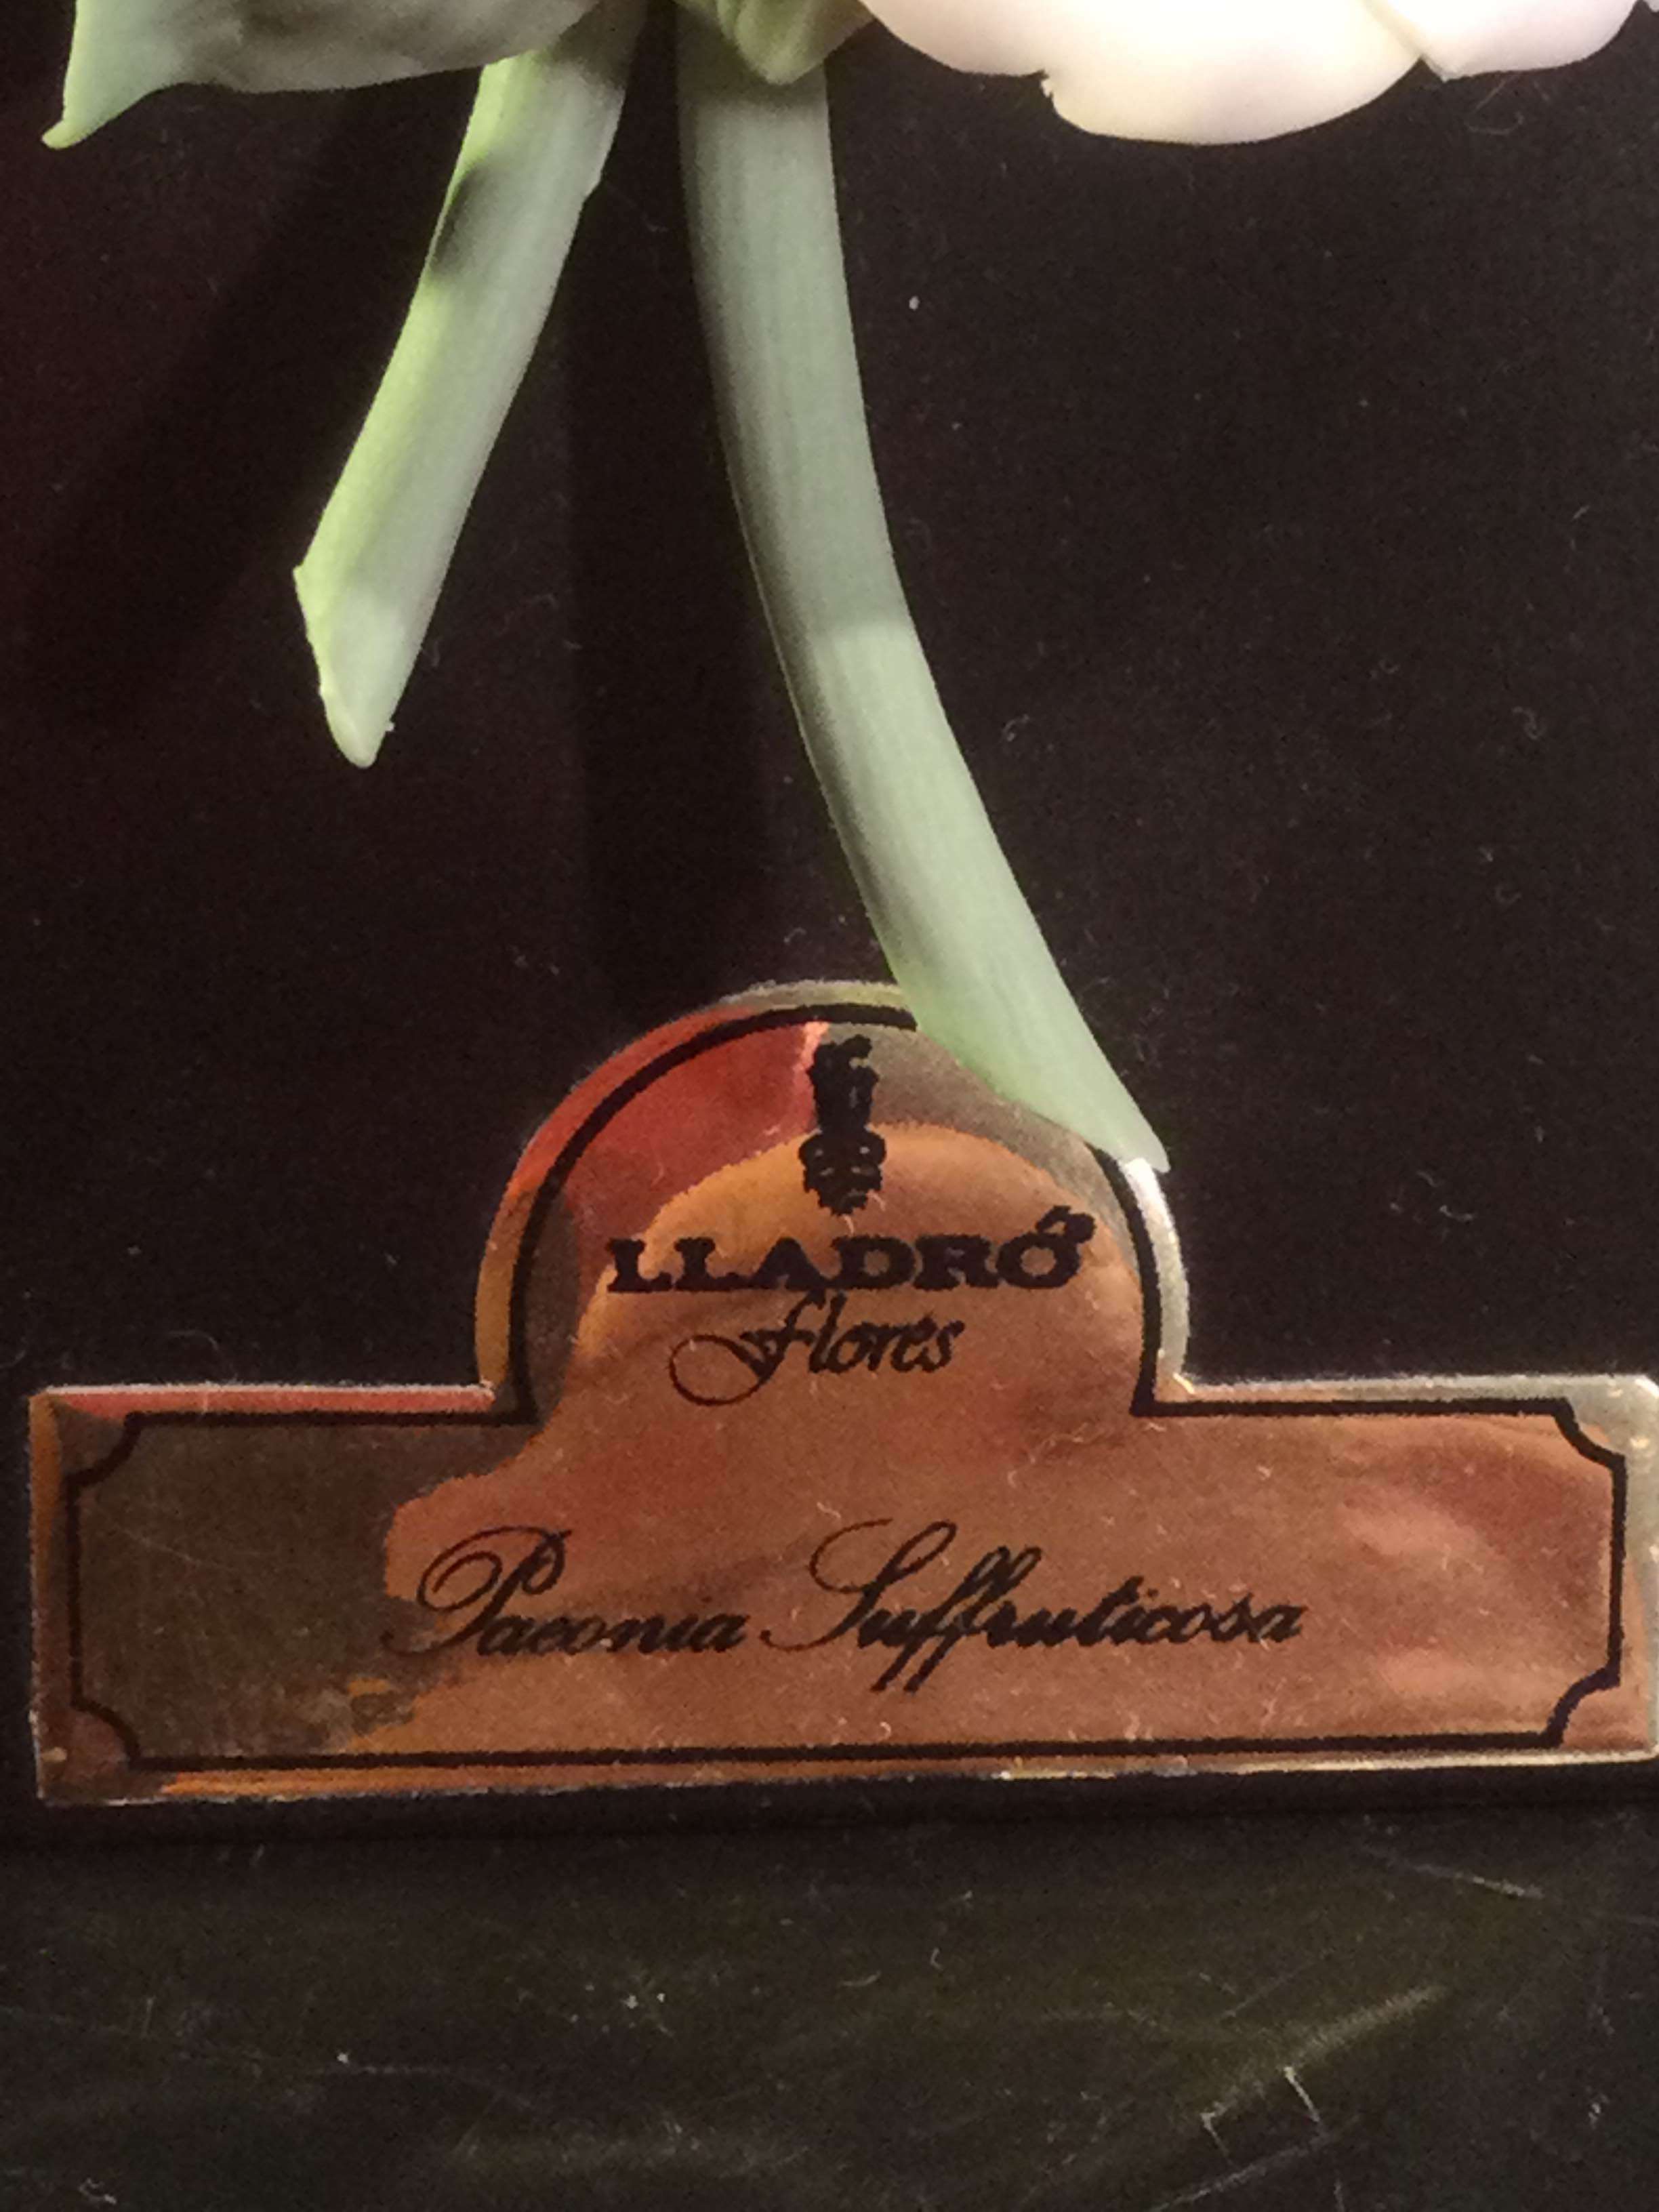 LLADRÓ
flores
Paeonia Suffruticosa